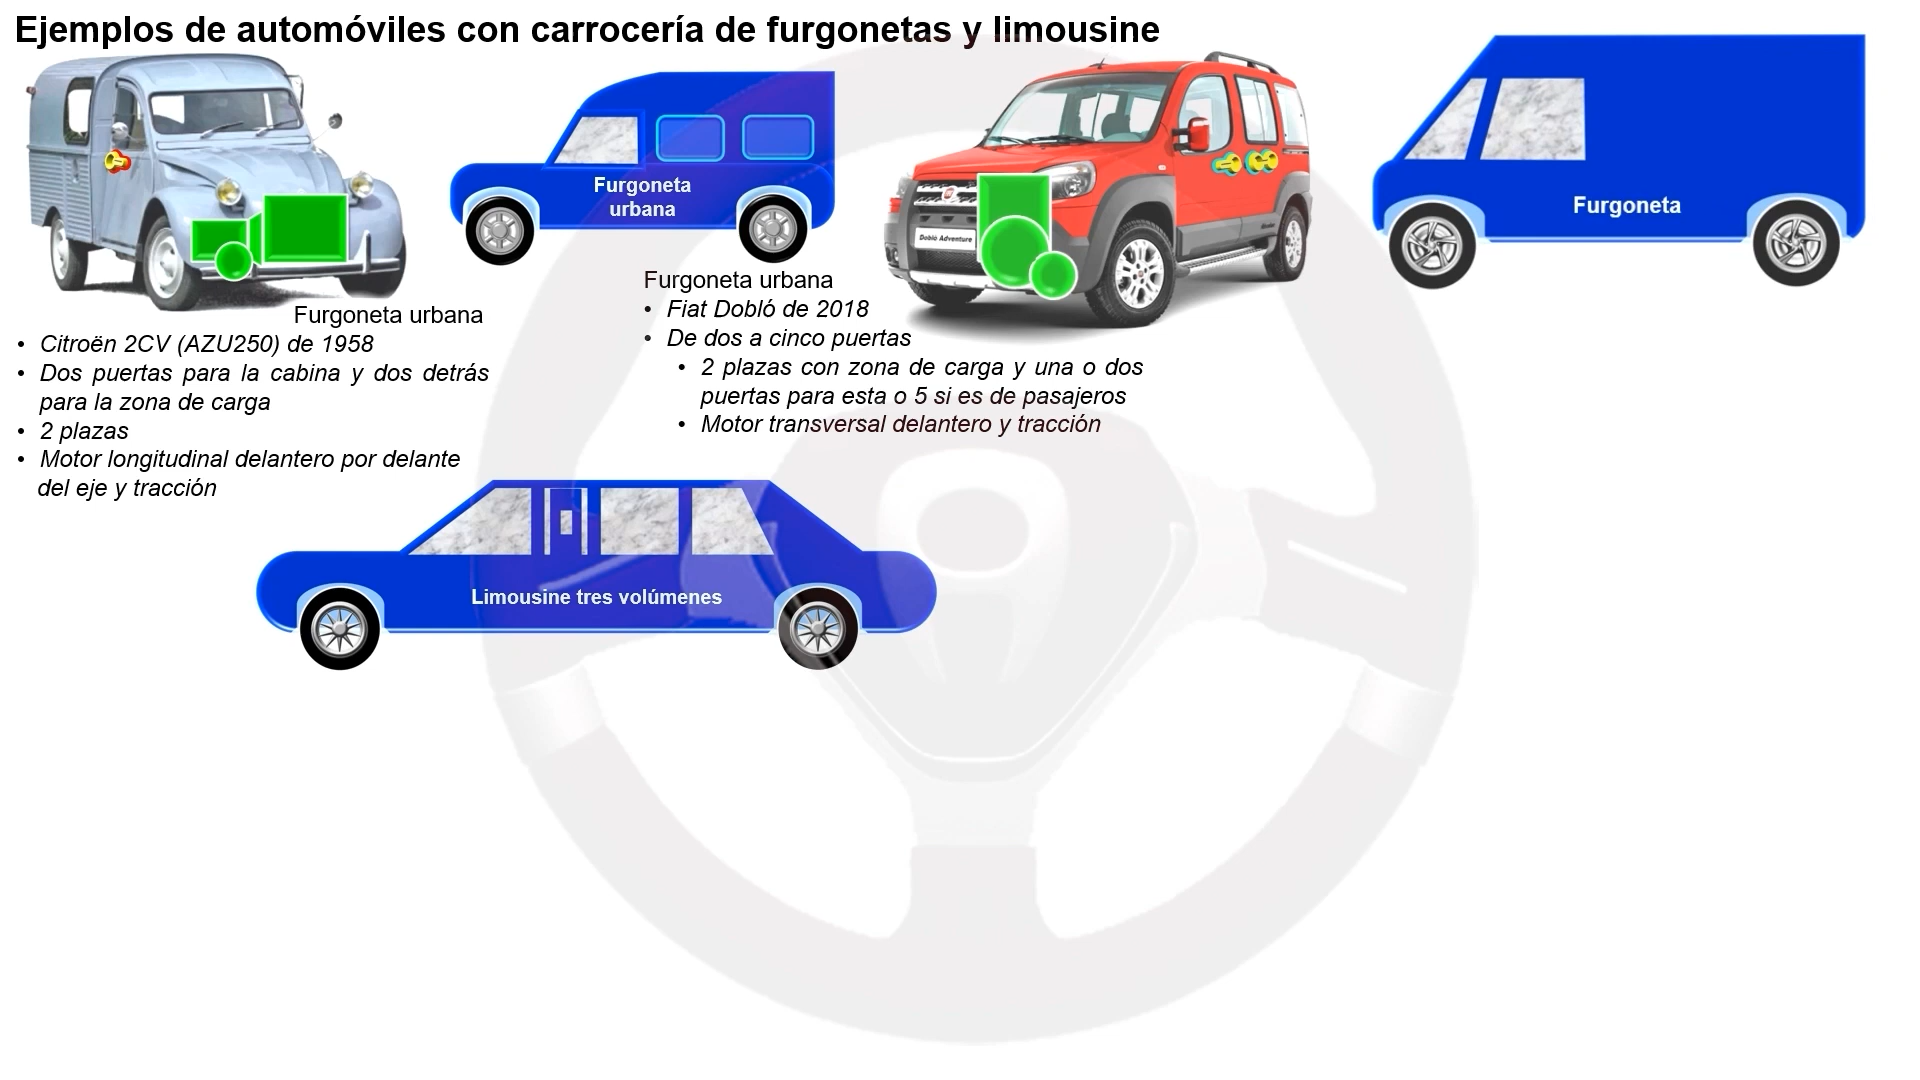 Ejemplos de automóviles con carrocería de furgonetas y limousine
Furgoneta
urbana
Doblò Adventure
Furgoneta
Furgoneta urbana
• Citroën 2CV (AZU250) de 1958
• Dos puertas para la cabina y dos detrás
para la zona de carga
• 2 plazas
• Motor longitudinal delantero por delante
del eje y tracción
Furgoneta urbana
• Fiat Dobló de 2018
• De dos a cinco puertas
• 2 plazas con zona de carga y una o dos
puertas para esta o 5 si es de pasajeros
• Motor transversal delantero y tracción
Limousine tres volúmenes